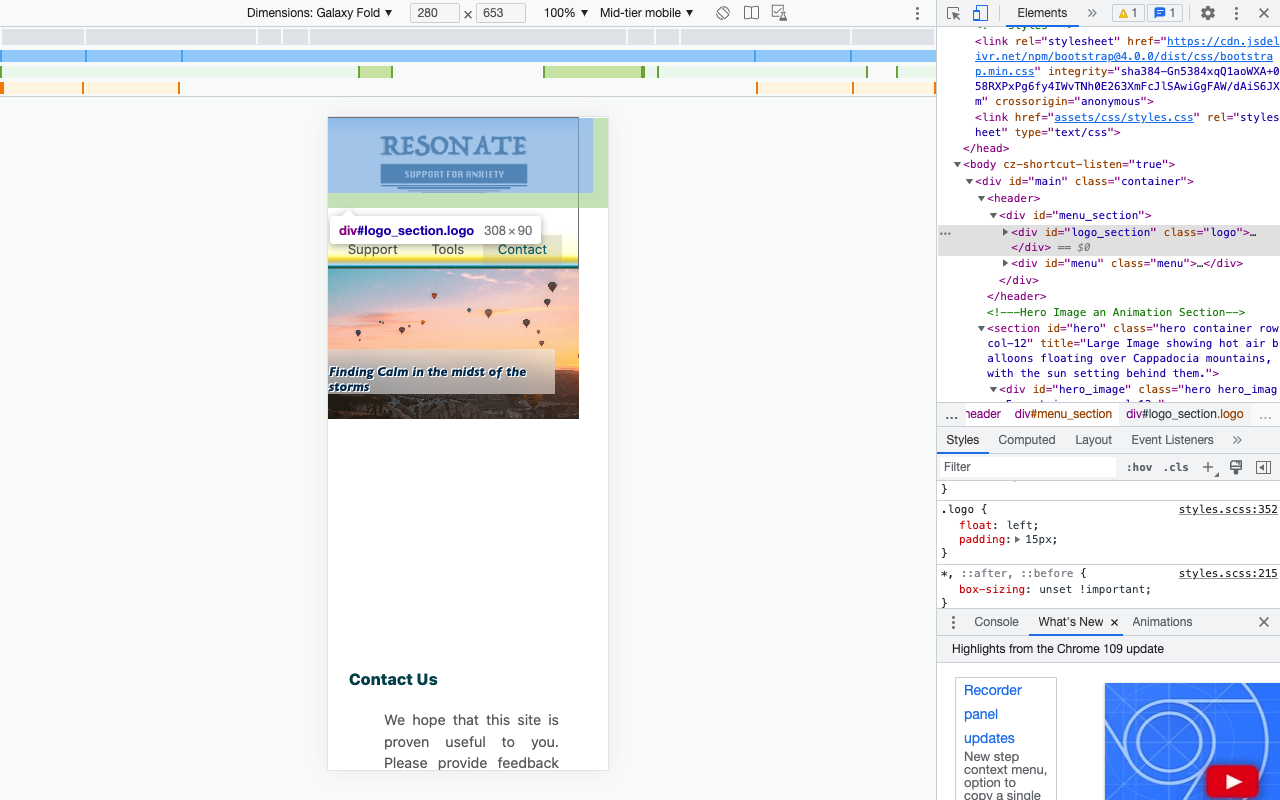 Dimensions: Galaxy Fold ▼ 280 × 653 100% ▼ Mid-tier mobile ▼
Elements » 1 1
<link rel="stylesheet" href="https://cdn.jsdel
ivr.net/npm/bootstrap@4.0.0/dist/css/bootstra
p.min.css" integrity="sha384-Gn5384xqQ1aoWXA+0
58RXPxPg6fy4IWvTNh0E263XmFcJlSAwiGgFAW/dAiS6JX
m" crossorigin="anonymous">
<link href="assets/css/styles.css" rel="styles
heet" type="text/css">
</head>
▼<body cz-shortcut-listen="true">
▼<div id="main" class="container">
▼<header>
▼<div id="menu_section">
… ▶<div id="logo_section" class="logo">…
</div> == $0
▶<div id="menu" class="menu">…</div>
</div>
</header>
<!---Hero Image an Animation Section-->
▼<section id="hero" class="hero container row
col-12" title="Large Image showing hot air b
alloons floating over Cappadocia mountains,
with the sun setting behind them.">
▼<div id="hero_image" class="hero hero_imag
… header div#menu_section div#logo_section.logo …
Styles Computed Layout Event Listeners »
Filter :hov .cls +
}
.logo { styles.scss:352
float: left;
padding: ▶ 15px;
}
*, ::after, ::before { styles.scss:215
box-sizing: unset !important;
}
Console What's New × Animations
Highlights from the Chrome 109 update
Recorder
panel
updates
New step
context menu,
option to
copy a single
RESONATE
SUPPORT FOR ANXIETY
div#logo_section.logo 308 × 90
Support Tools Contact
Finding Calm in the midst of the
storms
Contact Us
We hope that this site is
proven useful to you.
Please provide feedback